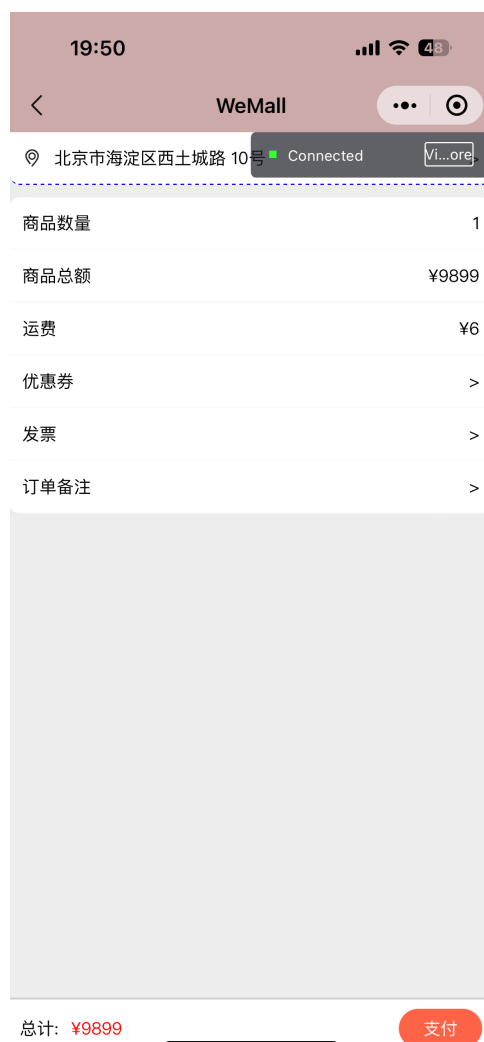 19:50
48
WeMall
北京市海淀区西土城路 10号
Connected
Vi...ore
>
商品数量
1
商品总额
¥9899
运费
¥6
优惠券
>
发票
>
订单备注
>
总计: ¥9899
支付